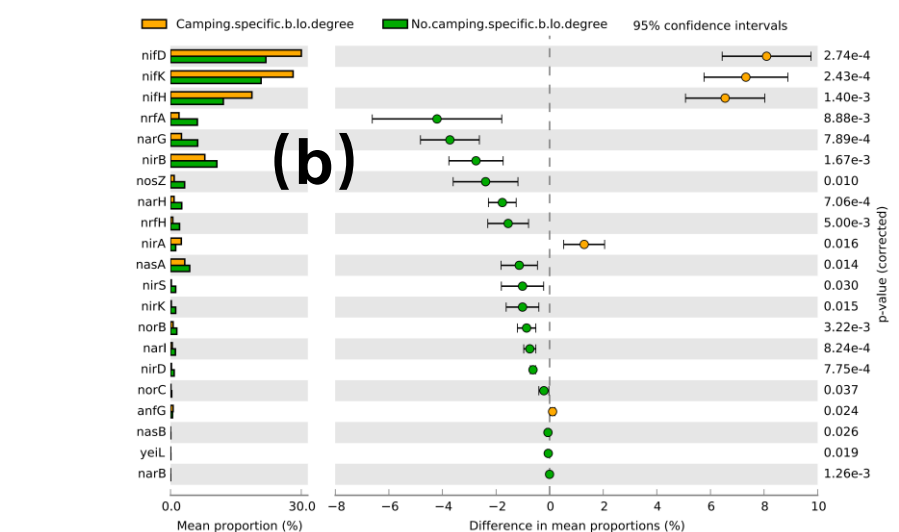 Camping.specific.b.lo.degree No.camping.specific.b.lo.degree 95% confidence intervals
nifD 2.74e-4
nifK 2.43e-4
nifH 1.40e-3
nrfA 8.88e-3
narG 7.89e-4
(b)
nirB 1.67e-3
nosZ 0.010
narH 7.06e-4
nrfH 5.00e-3
nirA 0.016
nasA 0.014
nirS 0.030
nirK 0.015
norB 3.22e-3
narI 8.24e-4
nirD 7.75e-4
norC 0.037
anfG 0.024
nasB 0.026
yeiL 0.019
narB 1.26e-3
p-value (corrected)
0.0 30.0 −8 −6 −4 −2 0 2 4 6 8 10
Mean proportion (%) Difference in mean proportions (%)